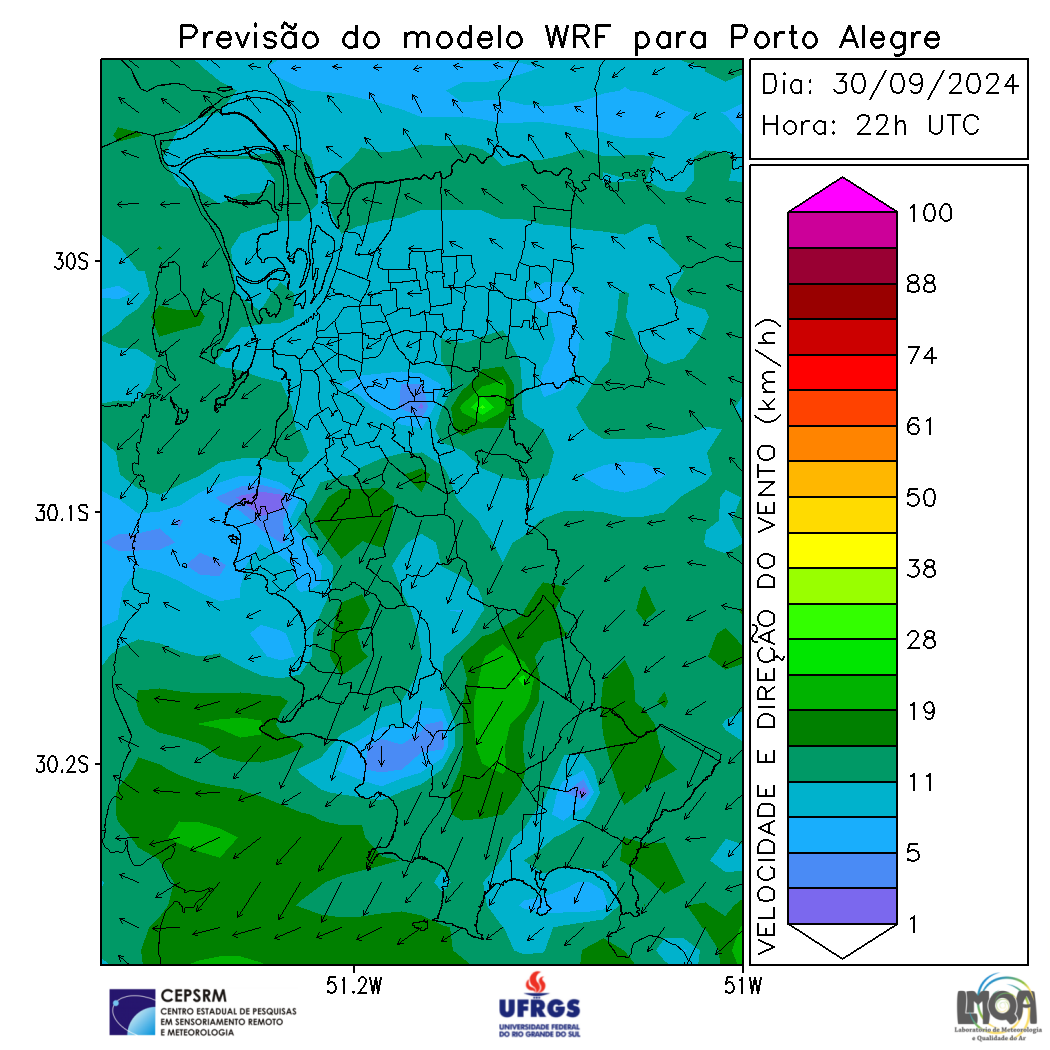 Previsão do modelo WRF para Porto Alegre
Dia: 30/09/2024
Hora: 22h UTC
30S
30.1S
30.2S
51.2W
51W
VELOCIDADE E DIREÇÃO DO VENTO (km/h)
100
88
74
61
50
38
28
19
11
5
1
CEPSRM
CENTRO ESTADUAL DE PESQUISAS
EM SENSORIAMENTO REMOTO
E METEOROLOGIA
UFRGS
UNIVERSIDADE FEDERAL
DO RIO GRANDE DO SUL
LMQA
Laboratório de Meteorologia
e Qualidade do Ar